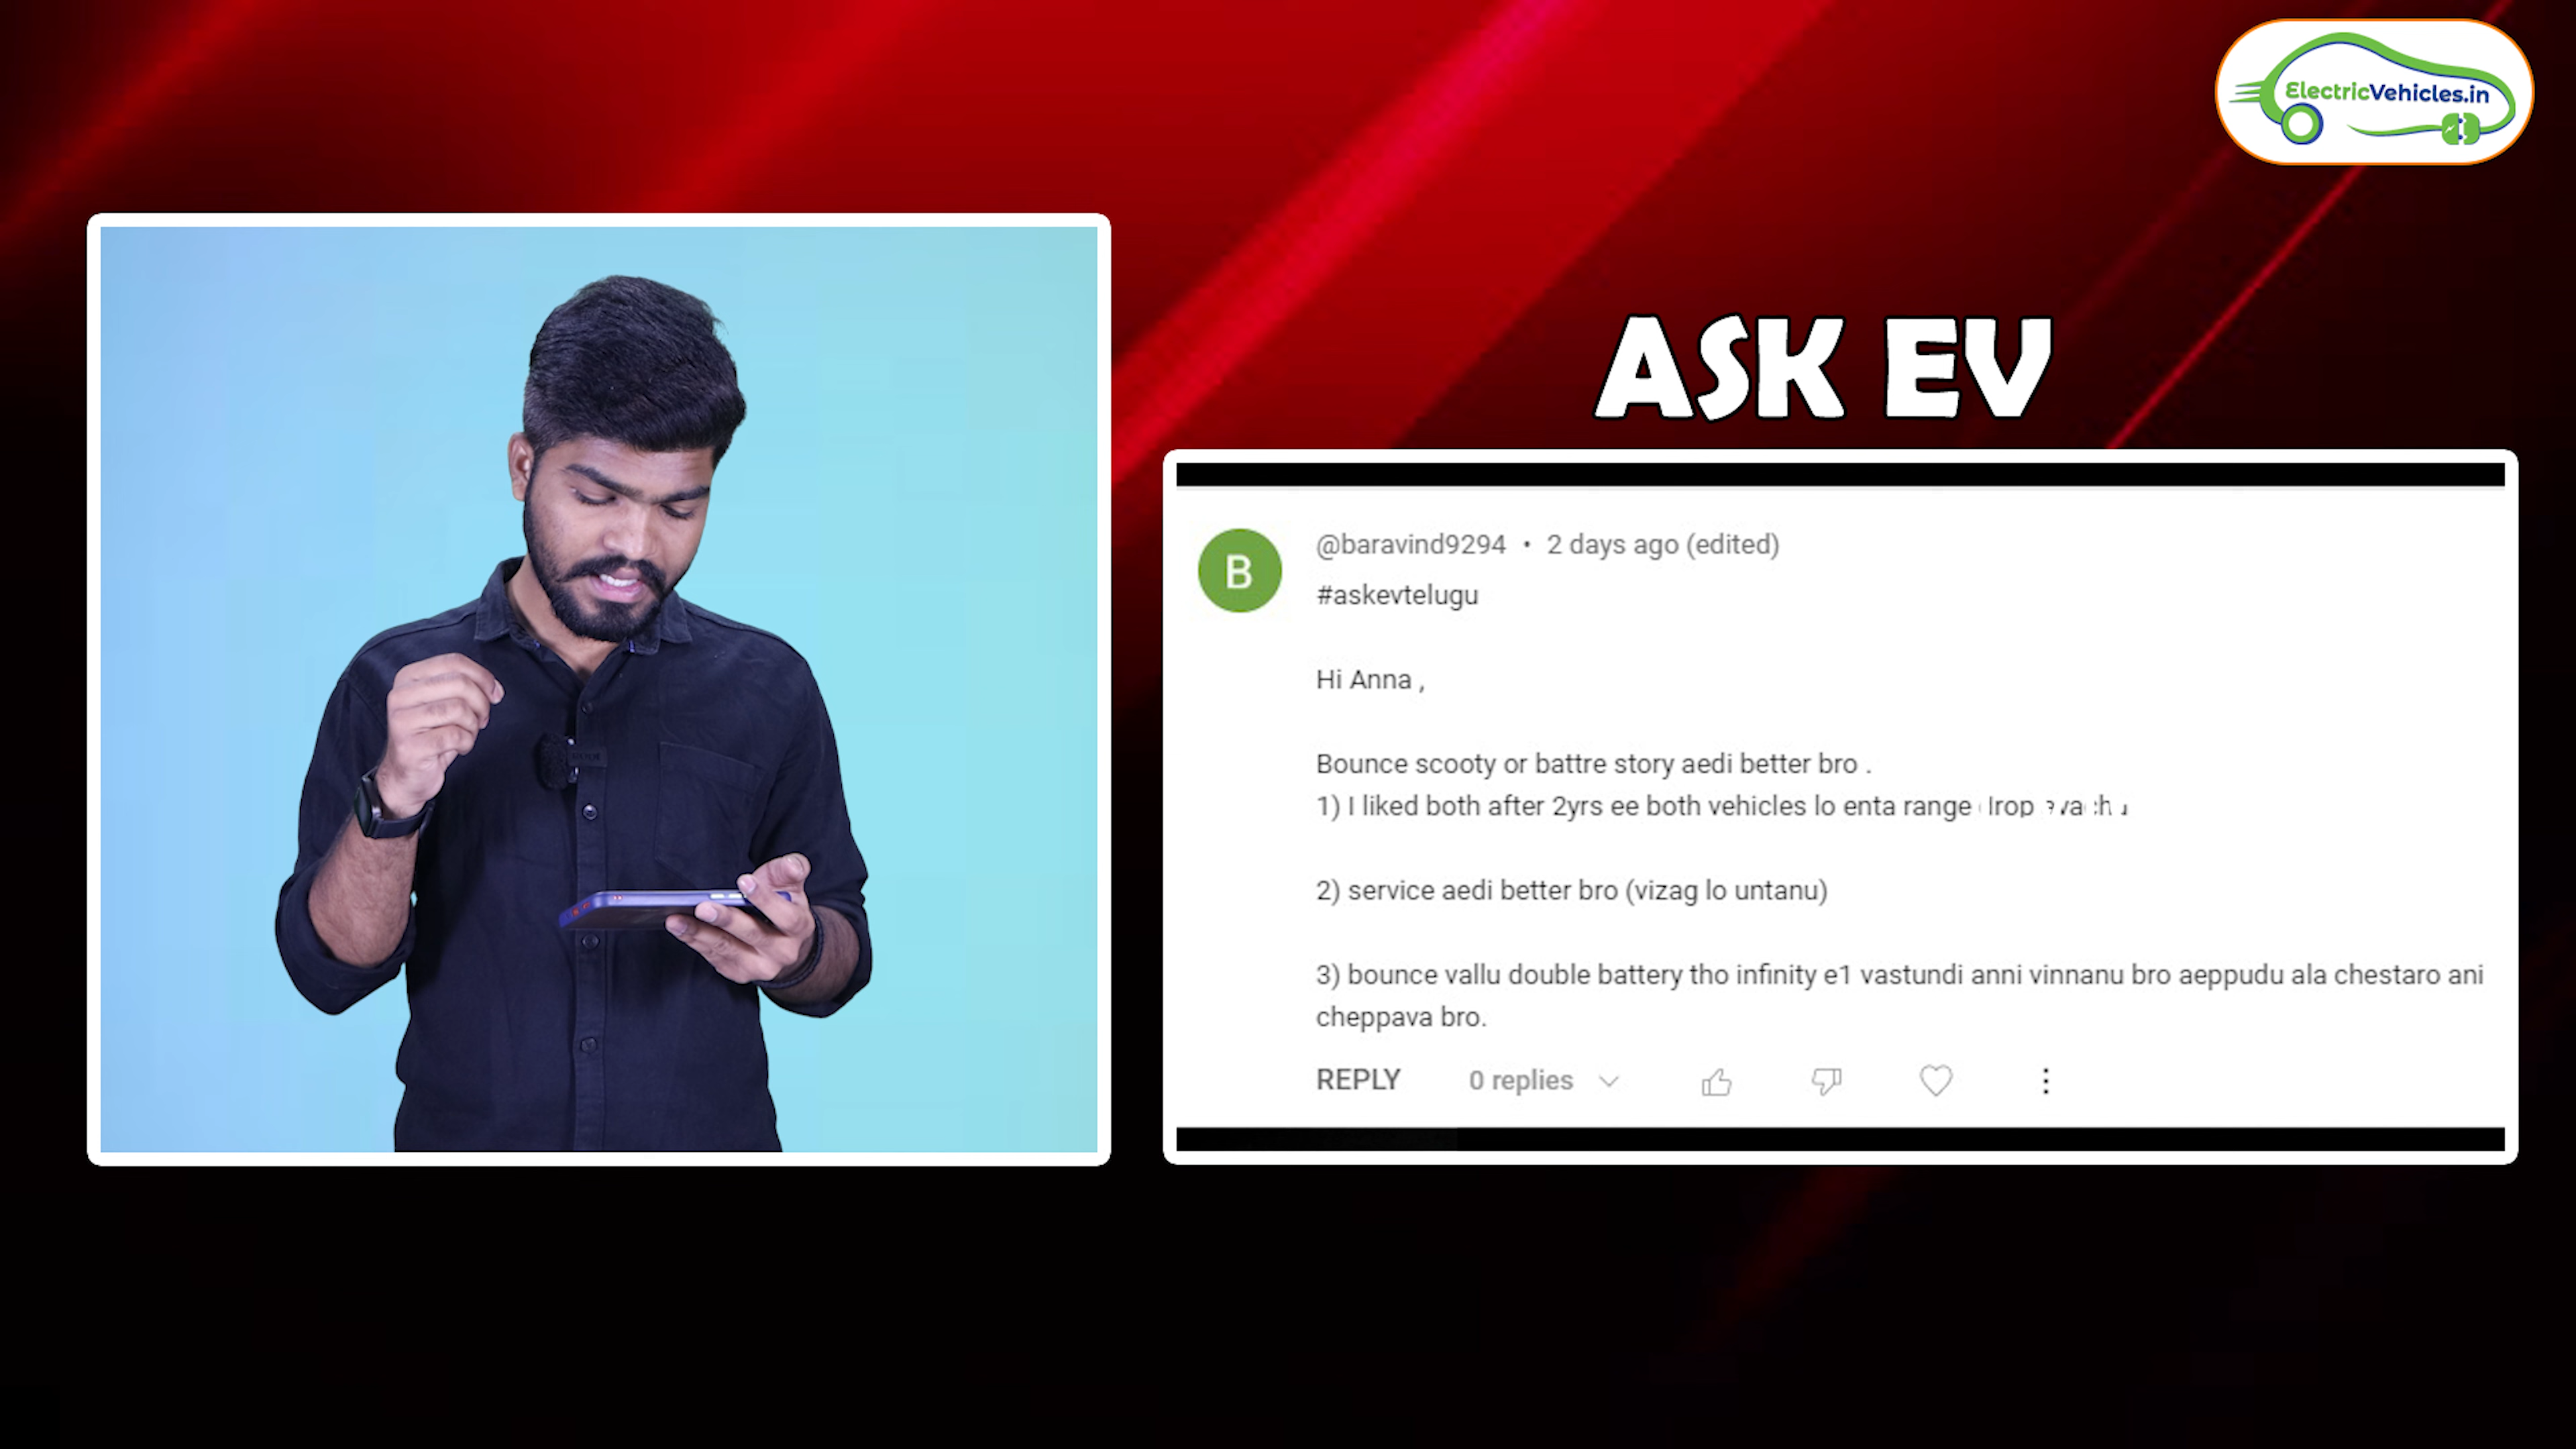 ElectricVehicles.in
ASK EV
B
@baravind9294 • 2 days ago (edited)
#askevtelugu
Hi Anna ,
Bounce scooty or battre story aedi better bro .
1) I liked both after 2yrs ee both vehicles lo enta range
2) service aedi better bro (vizag lo untanu)
3) bounce vallu double battery tho infinity e1 vastundi anni vinnanu bro aeppudu ala chestaro ani
cheppava bro.
REPLY 0 replies